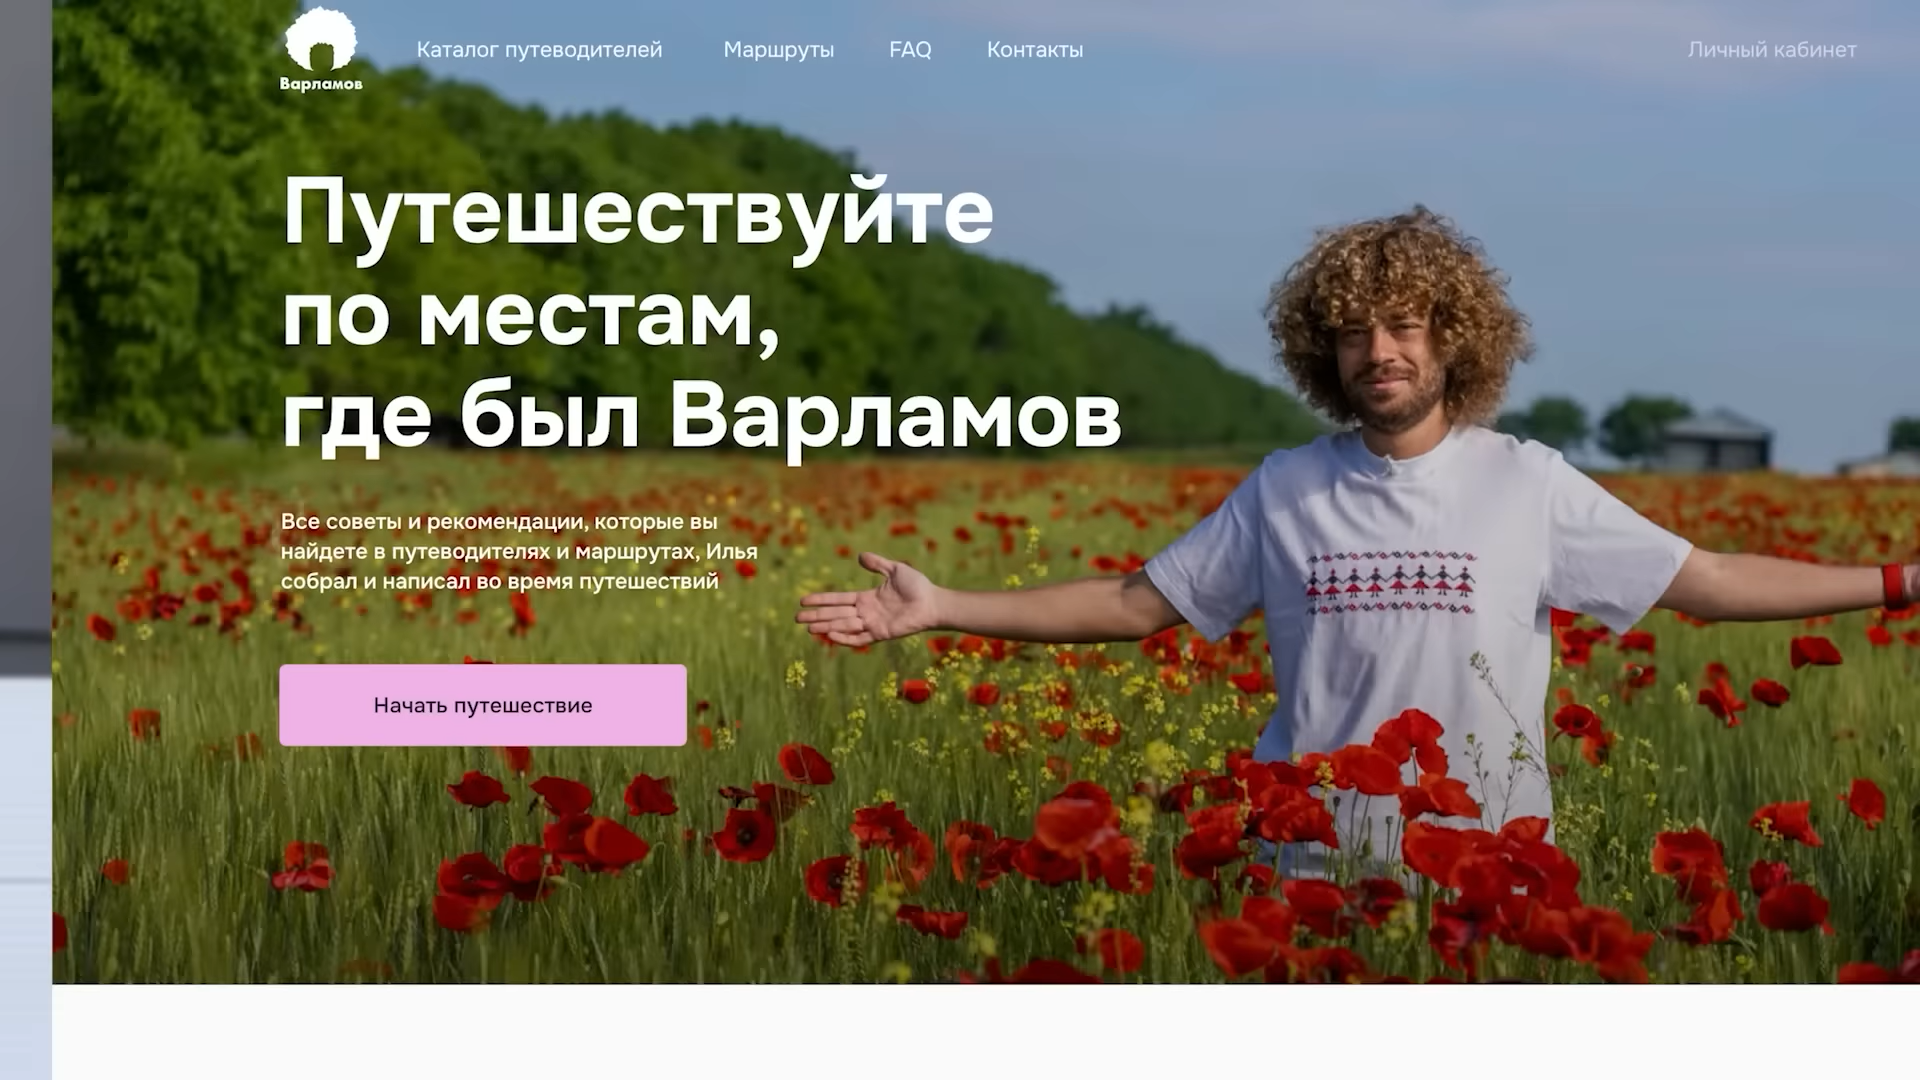 Варламов
Каталог путеводителей
Маршруты
FAQ
Контакты
Личный кабинет
Путешествуйте
по местам,
где был Варламов
Все советы и рекомендации, которые вы
найдете в путеводителях и маршрутах, Илья
собрал и написал во время путешествий
Начать путешествие